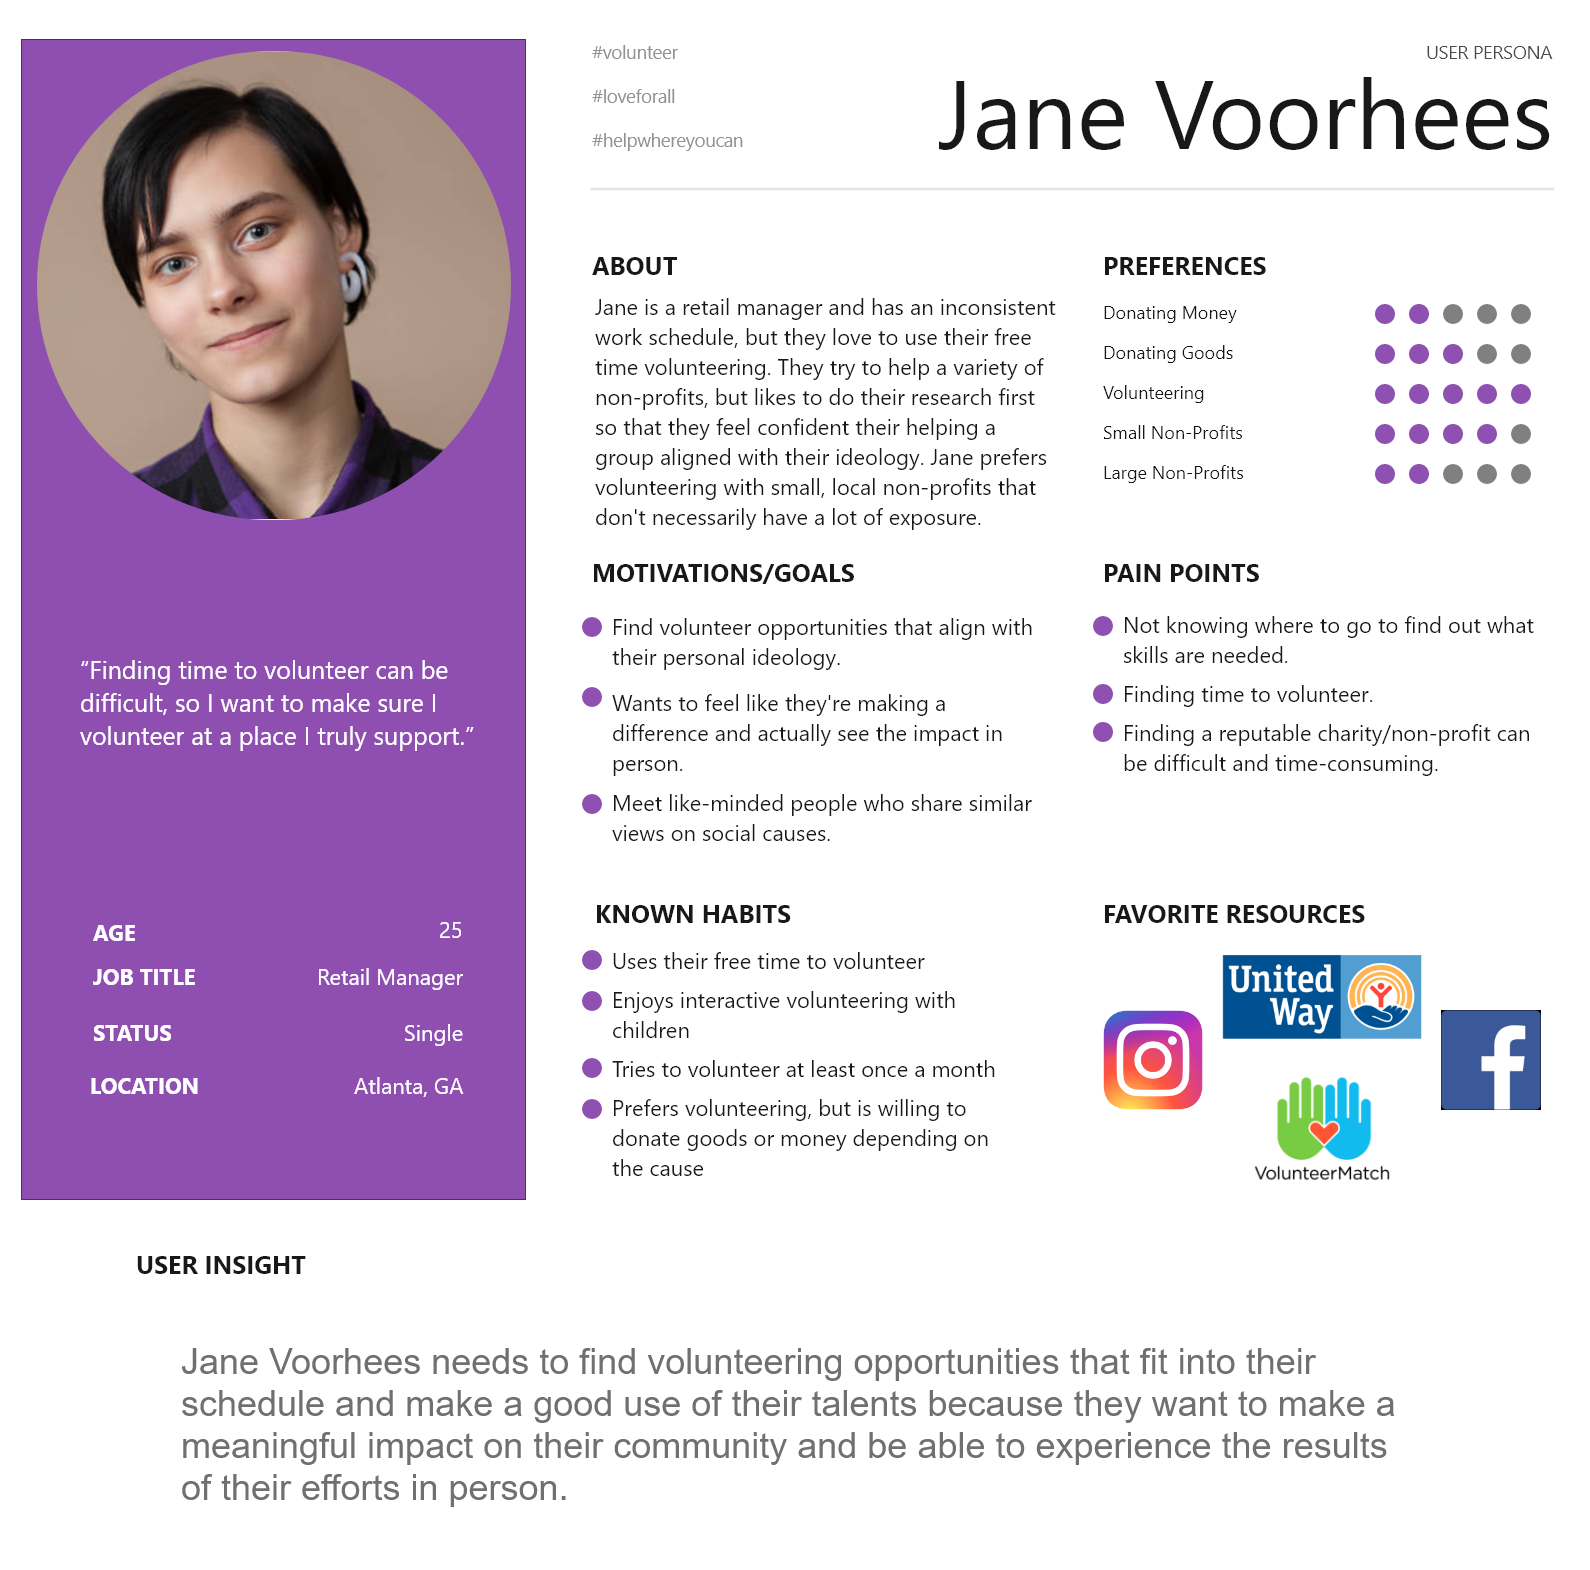 #volunteer
#loveforall
#helpwhereyoucan
USER PERSONA
Jane Voorhees
ABOUT
Jane is a retail manager and has an inconsistent
work schedule, but they love to use their free
time volunteering. They try to help a variety of
non-profits, but likes to do their research first
so that they feel confident their helping a
group aligned with their ideology. Jane prefers
volunteering with small, local non-profits that
don't necessarily have a lot of exposure.
PREFERENCES
Donating Money
Donating Goods
Volunteering
Small Non-Profits
Large Non-Profits
MOTIVATIONS/GOALS
Find volunteer opportunities that align with
their personal ideology.
Wants to feel like they're making a
difference and actually see the impact in
person.
Meet like-minded people who share similar
views on social causes.
PAIN POINTS
Not knowing where to go to find out what
skills are needed.
Finding time to volunteer.
Finding a reputable charity/non-profit can
be difficult and time-consuming.
“Finding time to volunteer can be
difficult, so I want to make sure I
volunteer at a place I truly support.”
AGE 25
JOB TITLE Retail Manager
STATUS Single
LOCATION Atlanta, GA
KNOWN HABITS
Uses their free time to volunteer
Enjoys interactive volunteering with
children
Tries to volunteer at least once a month
Prefers volunteering, but is willing to
donate goods or money depending on
the cause
FAVORITE RESOURCES
United
Way
f
VolunteerMatch
USER INSIGHT
Jane Voorhees needs to find volunteering opportunities that fit into their
schedule and make a good use of their talents because they want to make a
meaningful impact on their community and be able to experience the results
of their efforts in person.